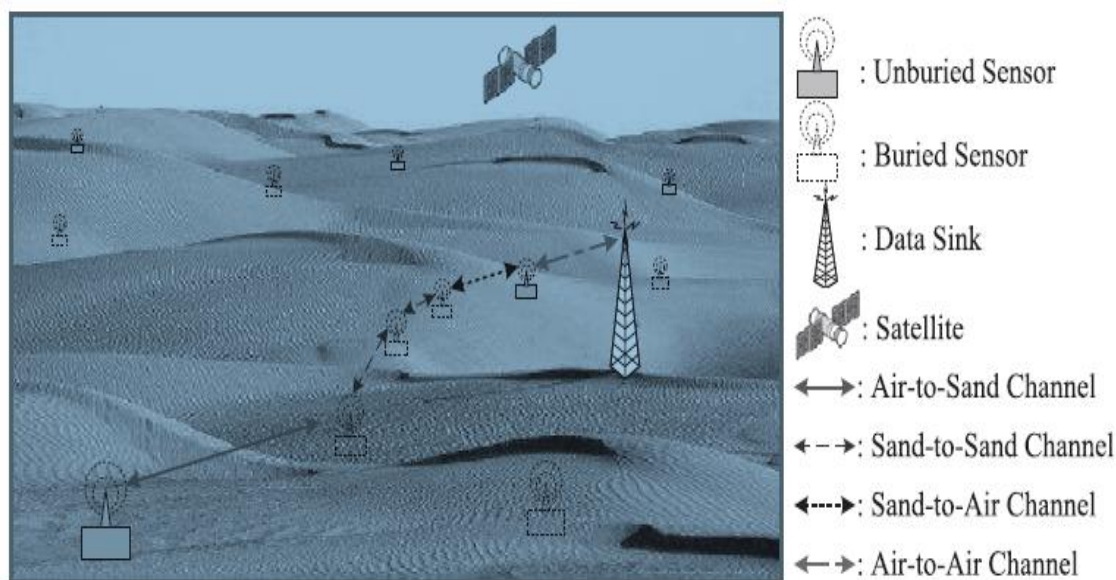 : Unburied Sensor
: Buried Sensor
: Data Sink
: Satellite
: Air-to-Sand Channel
: Sand-to-Sand Channel
: Sand-to-Air Channel
: Air-to-Air Channel